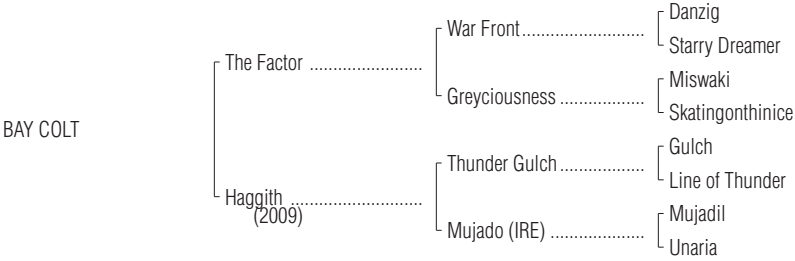 Danzig
War Front........................
Starry Dreamer
The Factor ......................
Miswaki
Greyciousness .................
Skatingonthinice
BAY COLT
Gulch
Thunder Gulch.................
Line of Thunder
Haggith ..........................
(2009)
Mujadil
Mujado (IRE) ...................
Unaria